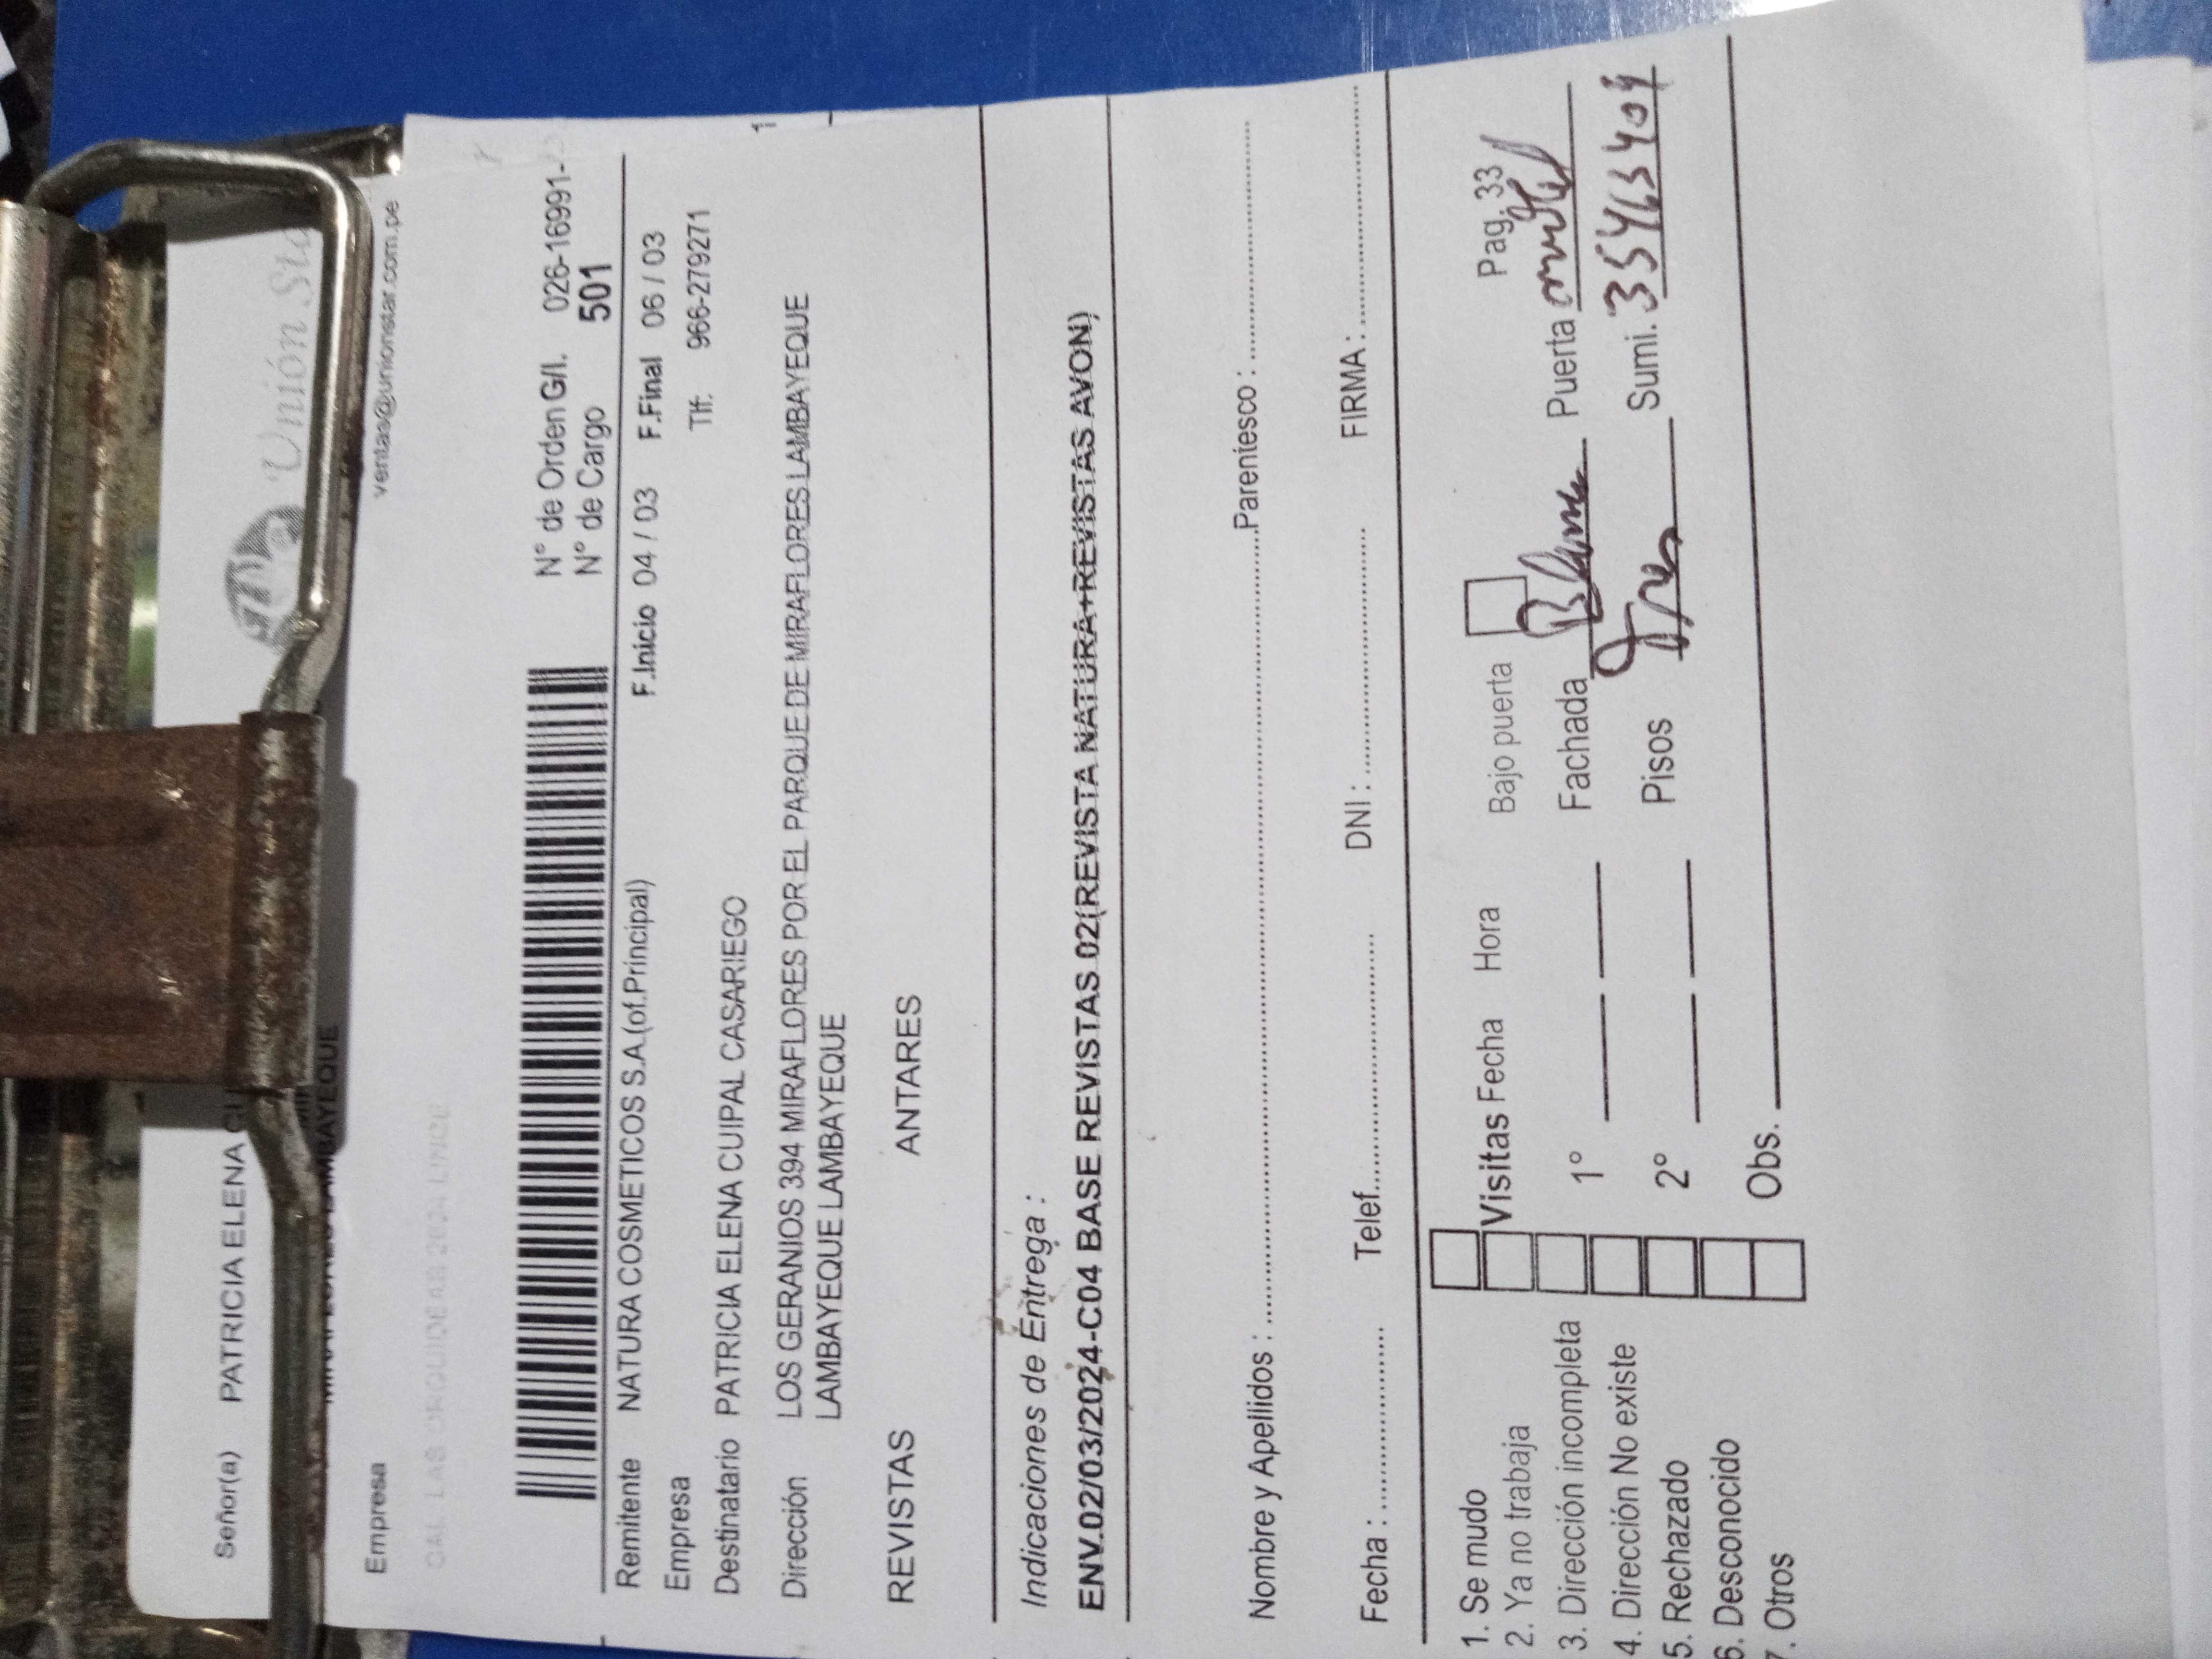 Unión
Señor(a) PATRICIA ELENA
ventas@unionstar.com.pe
Empresa
N° de Orden G/I. 026-16991-
N° de Cargo 501
Remitente NATURA COSMETICOS S.A.(of.Principal) F.Inicio 04 / 03 F.Final 06 / 03
Empresa Tlf: 966-279271
Destinatario PATRICIA ELENA CUIPAL CASARIEGO
1
Dirección LOS GERANIOS 394 MIRAFLORES POR EL PARQUE DE MIRAFLORES LAMBAYEQUE
LAMBAYEQUE LAMBAYEQUE
REVISTAS ANTARES
Indicaciones de Entrega :
ENV.02/03/2024-C04 BASE REVISTAS 02(REVISTA NATURA+REVISTAS AVON)
Nombre y Apellidos : Parentesco :
Fecha : Telef. DNI : FIRMA :
1. Se mudo
2. Ya no trabaja Visitas Fecha Hora Bajo puerta Pag. 33
3. Dirección incompleta 1° Fachada Puerta
4. Dirección No existe
5. Rechazado 2° Pisos Tres Sumi. 35463404
6. Desconocido
7. Otros Obs.